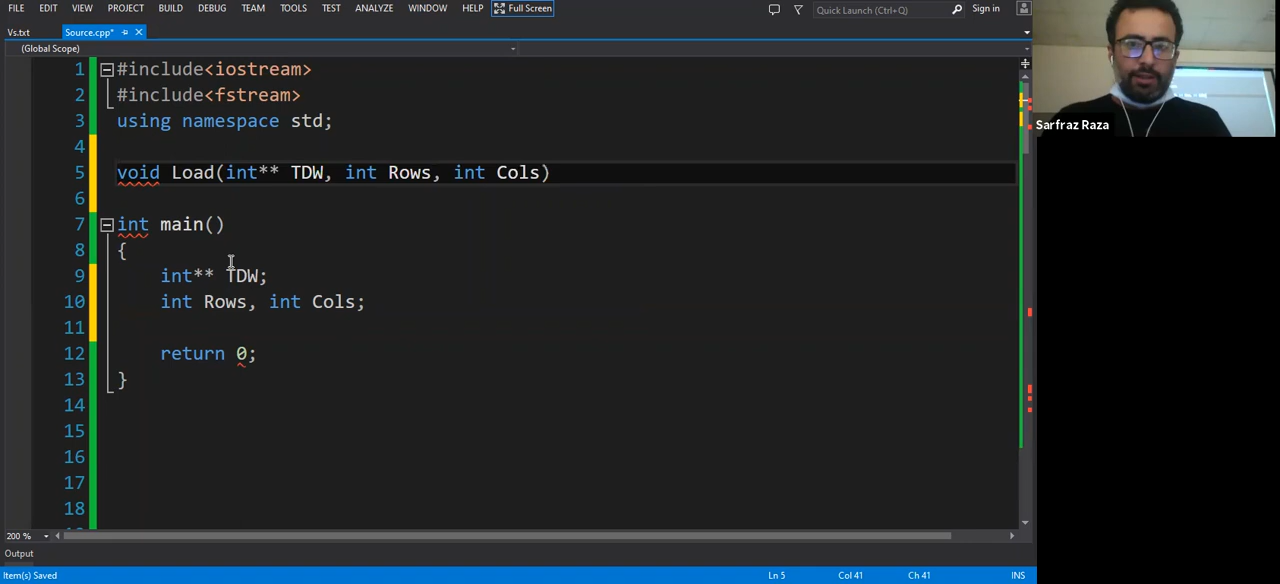 FILE EDIT VIEW PROJECT BUILD DEBUG TEAM TOOLS TEST ANALYZE WINDOW HELP Full Screen Quick Launch (Ctrl+Q) Sign in
Vs.txt Source.cpp*
(Global Scope)
1 #include<iostream>
2 #include<fstream>
3 using namespace std;
4
5 void Load(int** TDW, int Rows, int Cols)
6
7 int main()
8 {
9 int** TDW;
10 int Rows, int Cols;
11
12 return 0;
13 }
14
15
16
17
18
200 %
Output
Item(s) Saved Ln 5 Col 41 Ch 41 INS
Sarfraz Raza